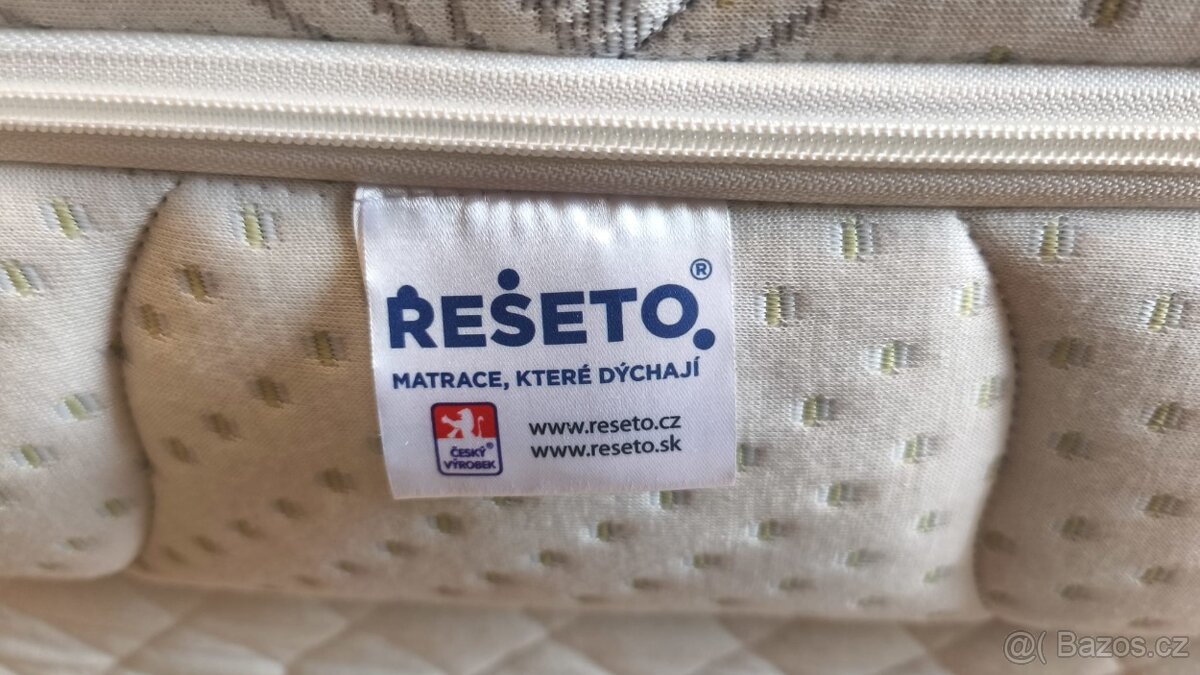 ŘEŠETO®
MATRACE, KTERÉ DÝCHAJÍ
ČESKÝ®
VÝROBEK
www.reseto.cz
www.reseto.sk
@( Bazos.cz